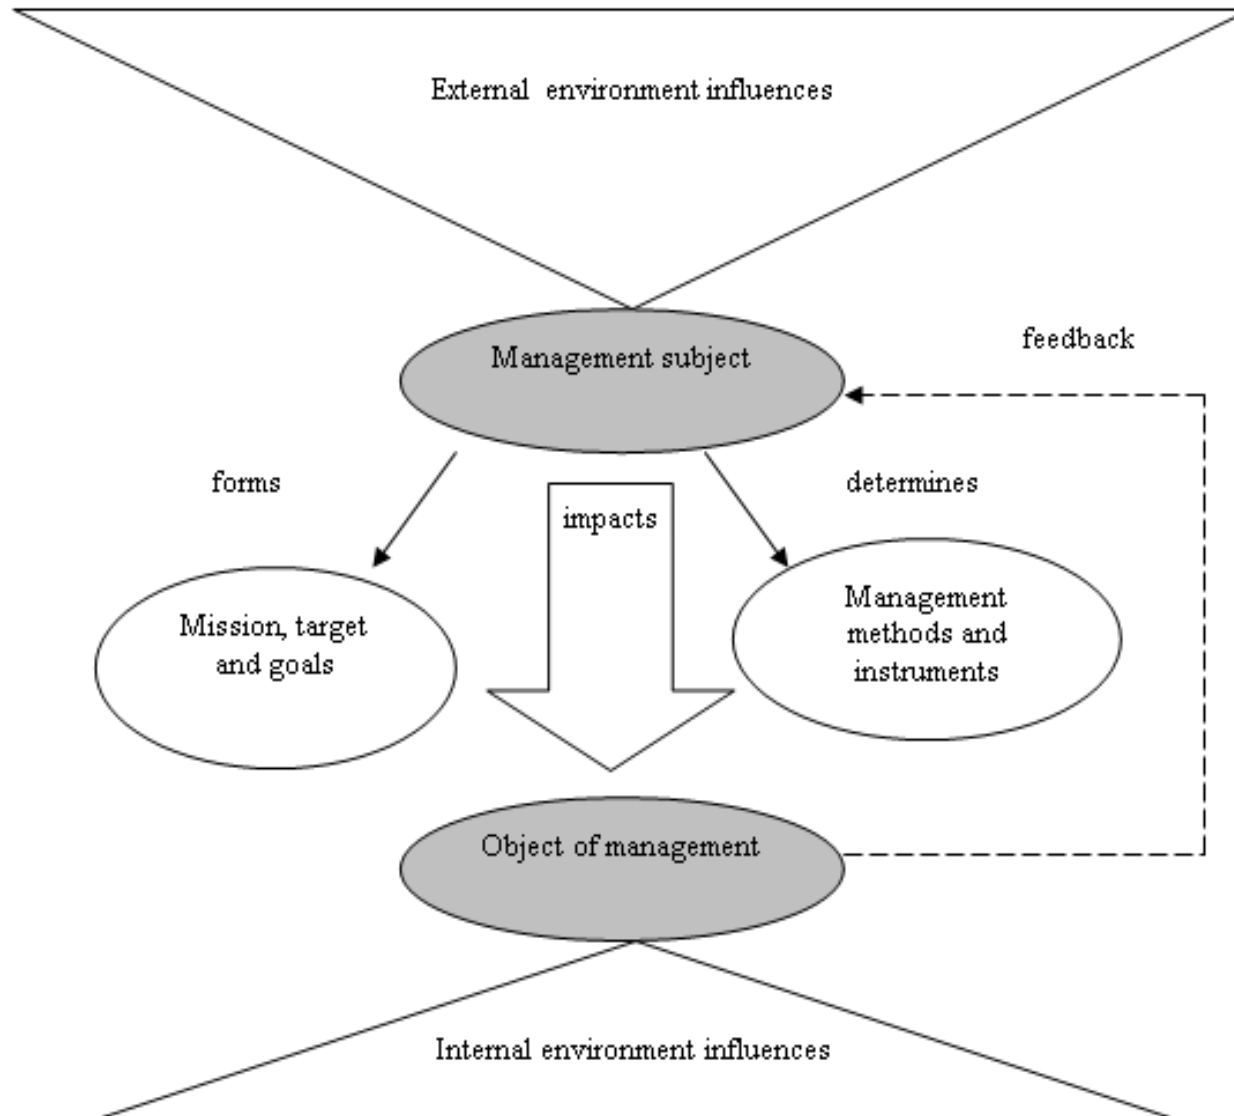 External environment influences
Management subject
feedback
forms
determines
impacts
Mission, target
and goals
Management
methods and
instruments
Object of management
Internal environment influences